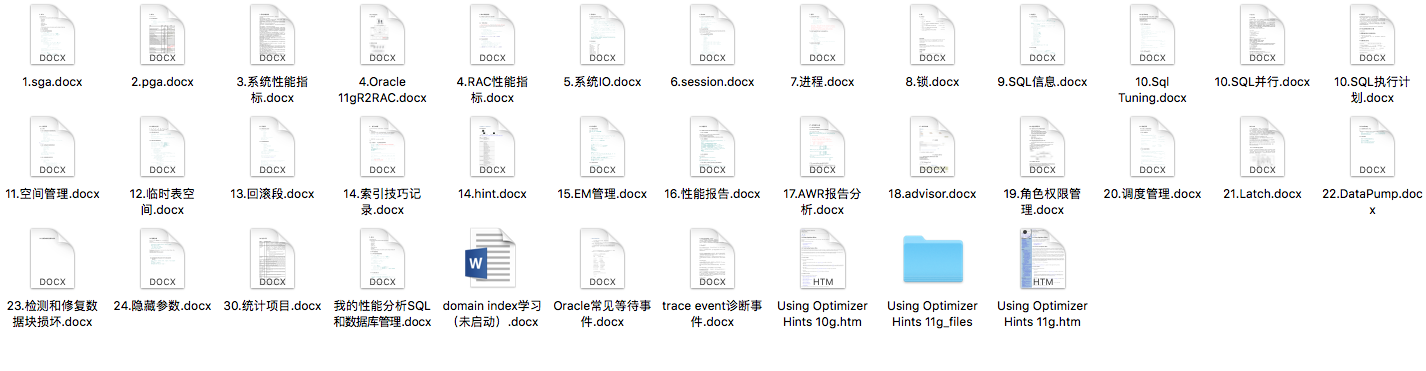 DOCX DOCX DOCX DOCX DOCX DOCX DOCX DOCX DOCX DOCX DOCX DOCX DOCX
1.sga.docx 2.pga.docx 3.系统性能指 4.Oracle 4.RAC性能指 5.系统IO.docx 6.session.docx 7.进程.docx 8.锁.docx 9.SQL信息.docx 10.Sql 10.SQL并行.docx 10.SQL执行计
标.docx 11gR2RAC.docx 标.docx Tuning.docx 划.docx
DOCX DOCX DOCX DOCX DOCX DOCX DOCX DOCX DOCX DOCX DOCX DOCX DOCX
11.空间管理.docx 12.临时表空 13.回滚段.docx 14.索引技巧记 14.hint.docx 15.EM管理.docx 16.性能报告.docx 17.AWR报告分 18.advisor.docx 19.角色权限管 20.调度管理.docx 21.Latch.docx 22.DataPump.doc
间.docx 录.docx 析.docx 理.docx x
DOCX DOCX DOCX DOCX W DOCX DOCX HTM HTM
23.检测和修复数 24.隐藏参数.docx 30.统计项目.docx 我的性能分析SQL domain index学习 Oracle常见等待事 trace event诊断事 Using Optimizer Using Optimizer Using Optimizer
据块损坏.docx 和数据库管理.docx （未启动）.docx 件.docx 件.docx Hints 10g.htm Hints 11g_files Hints 11g.htm